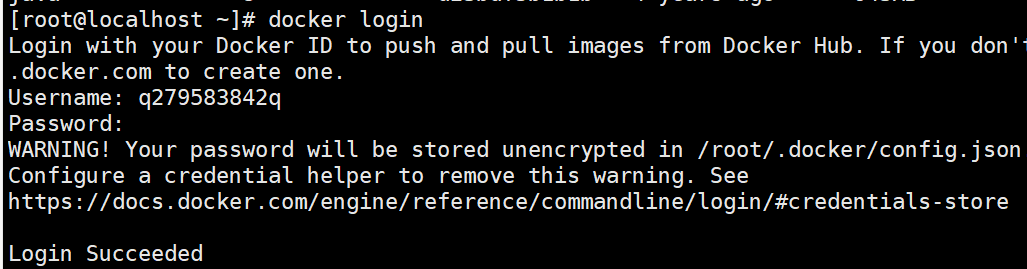 [root@localhost ~]# docker login
Login with your Docker ID to push and pull images from Docker Hub. If you don't
.docker.com to create one.
Username: q279583842q
Password:
WARNING! Your password will be stored unencrypted in /root/.docker/config.json
Configure a credential helper to remove this warning. See
https://docs.docker.com/engine/reference/commandline/login/#credentials-store
Login Succeeded